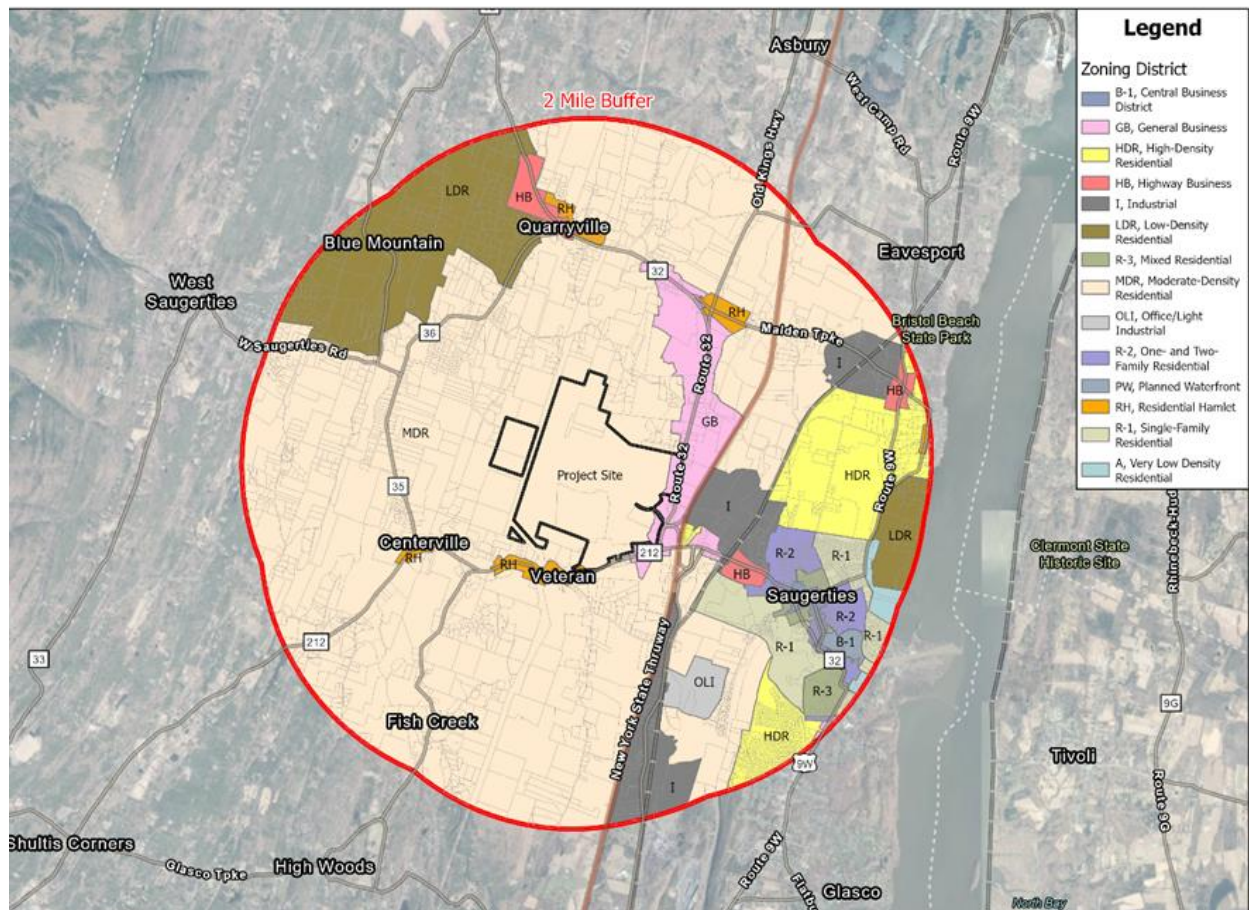 Legend
Zoning District
B-1, Central Business
District
GB, General Business
HDR, High-Density
Residential
HB, Highway Business
I, Industrial
LDR, Low-Density
Residential
R-3, Mixed Residential
MDR, Moderate-Density
Residential
OLI, Office/Light
Industrial
R-2, One- and Two-
Family Residential
PW, Planned Waterfront
RH, Residential Hamlet
R-1, Single-Family
Residential
A, Very Low Density
Residential
Asbury
West Camp Rd
Route 9W
2 Mile Buffer
Old Kings Hwy
LDR
HB
RH
Quarryville
Blue Mountain
Eavesport
32
West
Saugerties
RH
Malden Tpke
Bristol Beach
State Park
36
W Saugerties Rd
Route 32
I
HB
GB
MDR
Project Site
Route 32
HDR
Route 9W
35
I
LDR
Centerville
RH
212
R-2
R-1
Clermont State
Historic Site
RH
Veteran
HB
Saugerties
R-2
R-1
B-1
212
33
R-1
32
New York State Thruway
OLI
R-3
9G
Fish Creek
HDR
Tivoli
9W
I
Route 9G
Shultis Corners
Glasco Tpke
High Woods
Route 9W
Glasco
North Bay